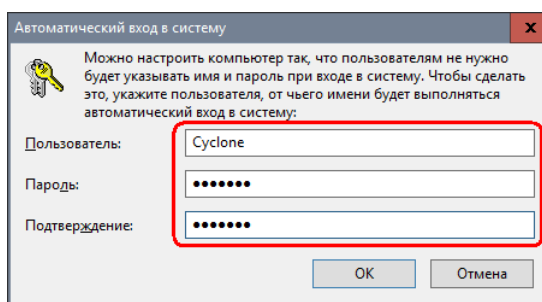 Автоматический вход в систему
x
Можно настроить компьютер так, что пользователям не нужно
будет указывать имя и пароль при входе в систему. Чтобы сделать
это, укажите пользователя, от чьего имени будет выполняться
автоматический вход в систему:
Пользователь: Cyclone
Пароль: •••••••
Подтверждение: •••••••
ОК Отмена